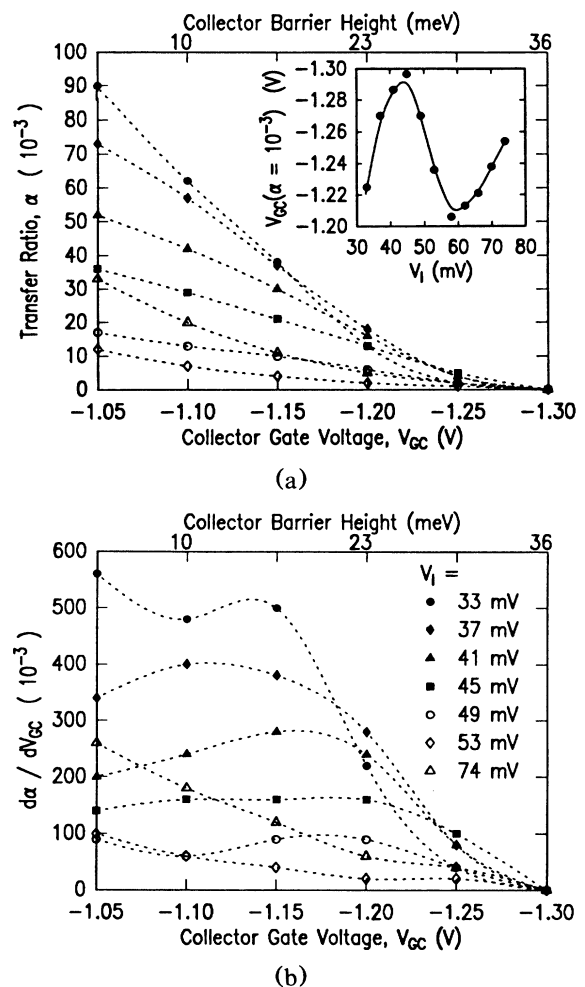 Collector Barrier Height (meV)
10 23 36
100
90
80
70
60
50
40
30
20
10
0
Transfer Ratio, α ( 10⁻³ )
-1.30
-1.28
-1.26
-1.24
-1.22
-1.20
V_GC(α = 10⁻³) (V)
30 40 50 60 70 80
V_I (mV)
-1.05 -1.10 -1.15 -1.20 -1.25 -1.30
Collector Gate Voltage, V_GC (V)
(a)
Collector Barrier Height (meV)
10 23 36
600
500
400
300
200
100
0
dα / dV_GC ( 10⁻³ )
V_I =
33 mV
37 mV
41 mV
45 mV
49 mV
53 mV
74 mV
-1.05 -1.10 -1.15 -1.20 -1.25 -1.30
Collector Gate Voltage, V_GC (V)
(b)